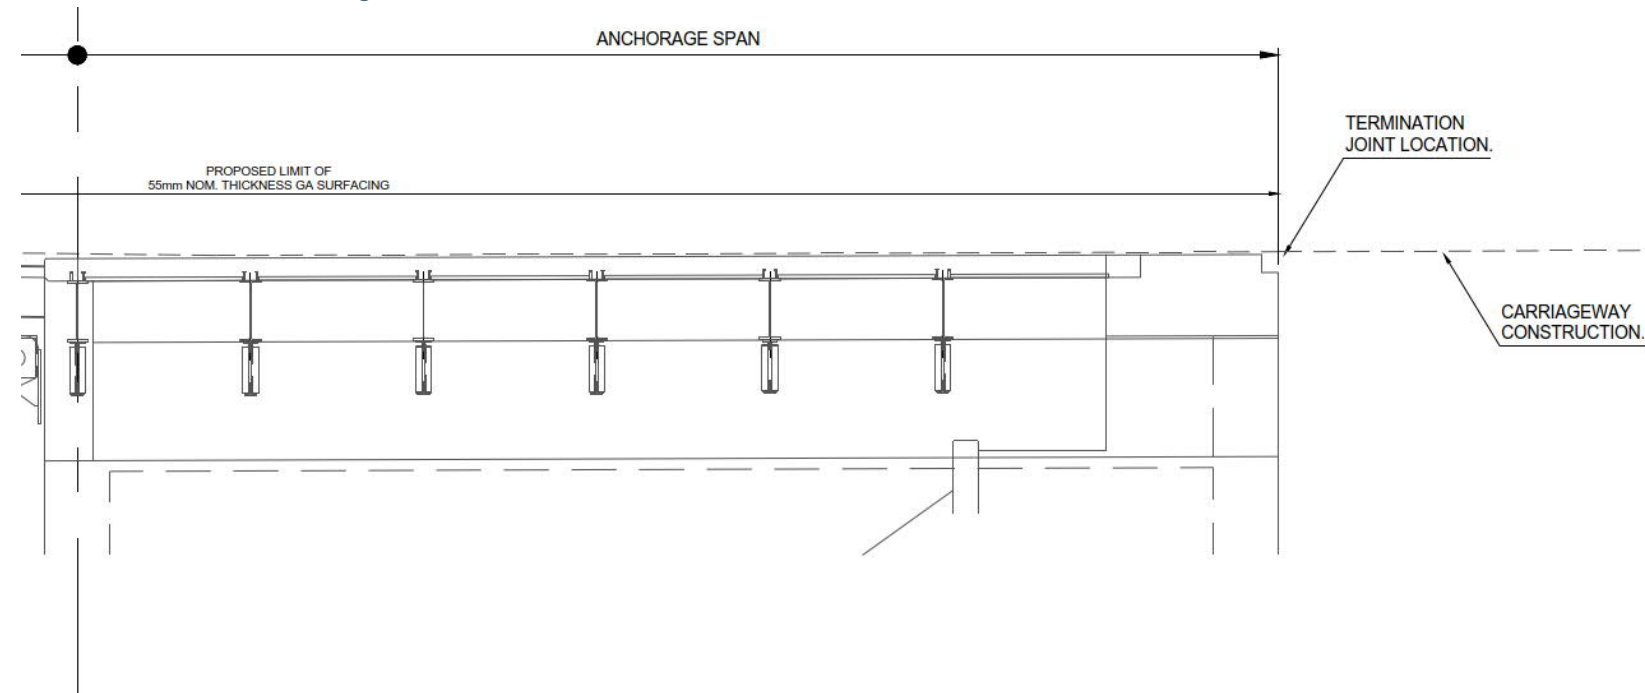 ANCHORAGE SPAN
TERMINATION
JOINT LOCATION.
PROPOSED LIMIT OF
55mm NOM. THICKNESS GA SURFACING
CARRIAGEWAY
CONSTRUCTION.